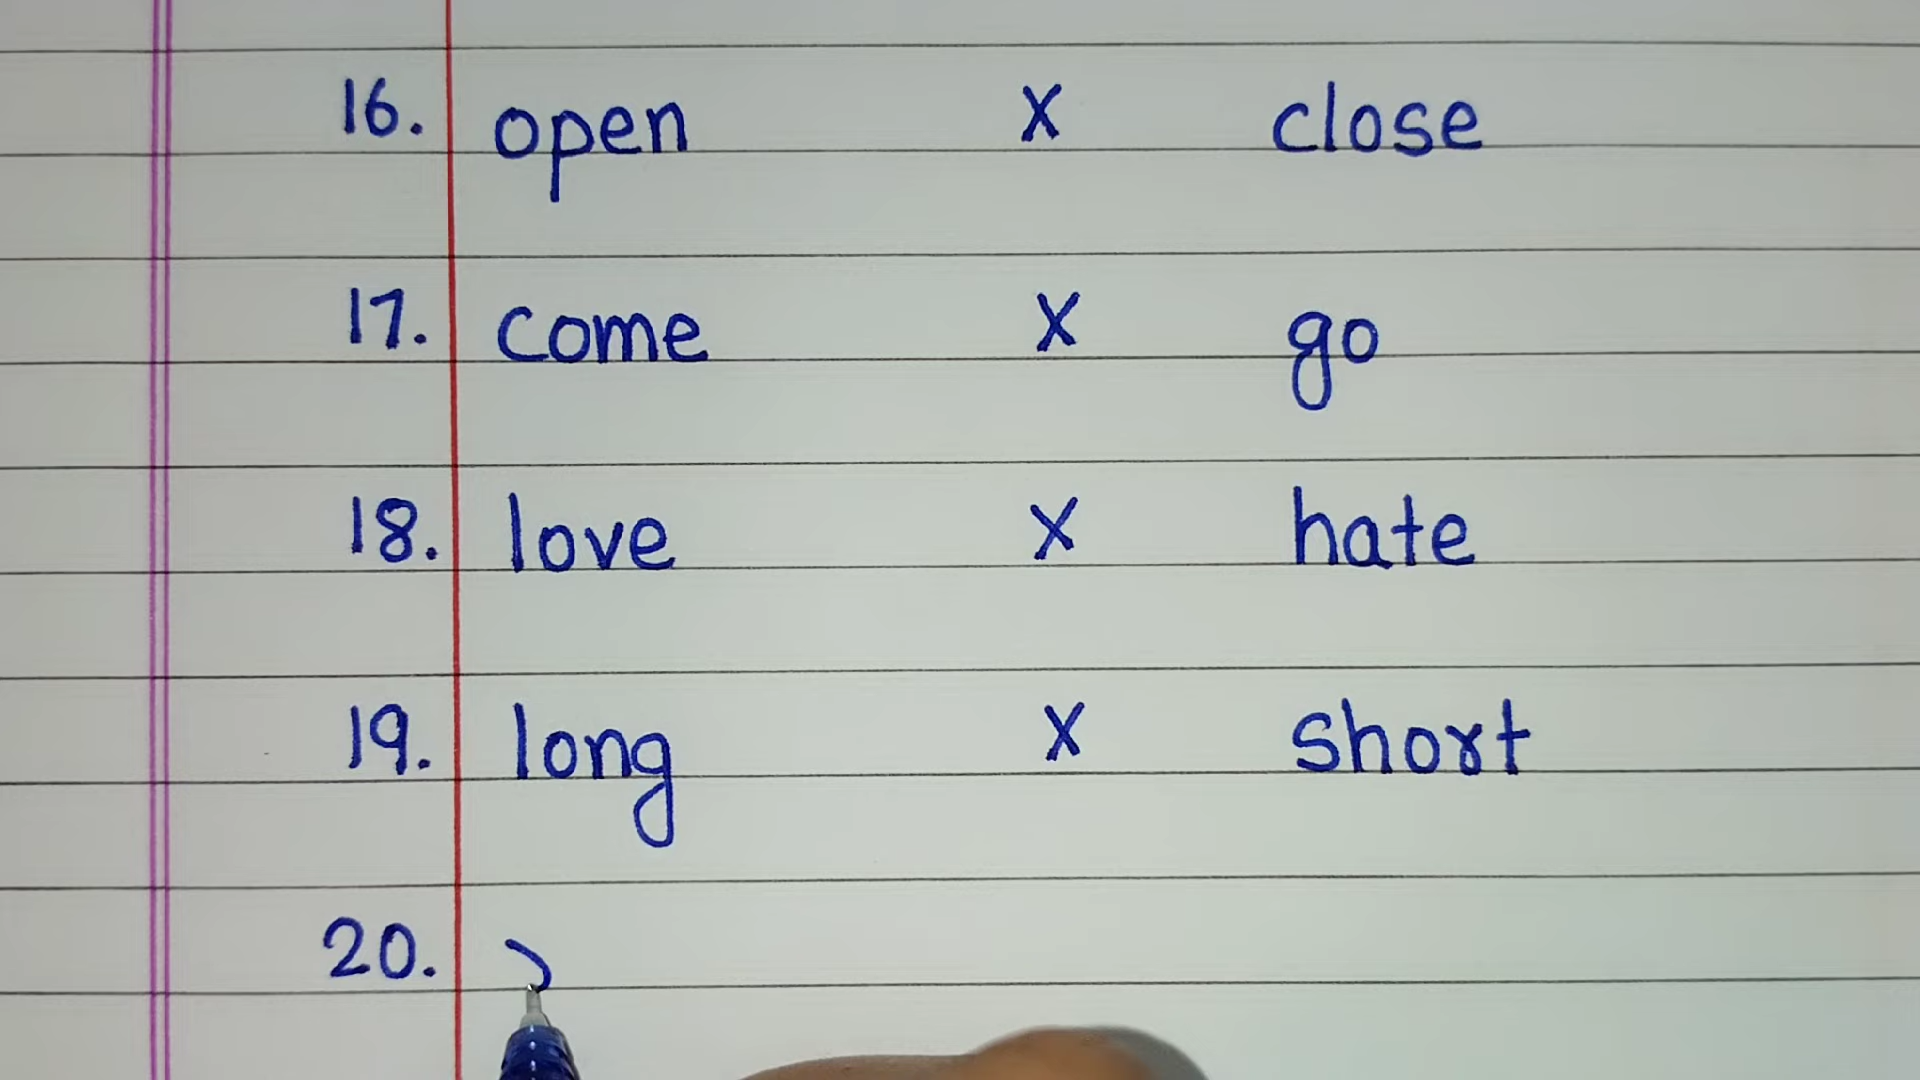 16. open X close
17. come X go
18. love X hate
19. long X short
20.